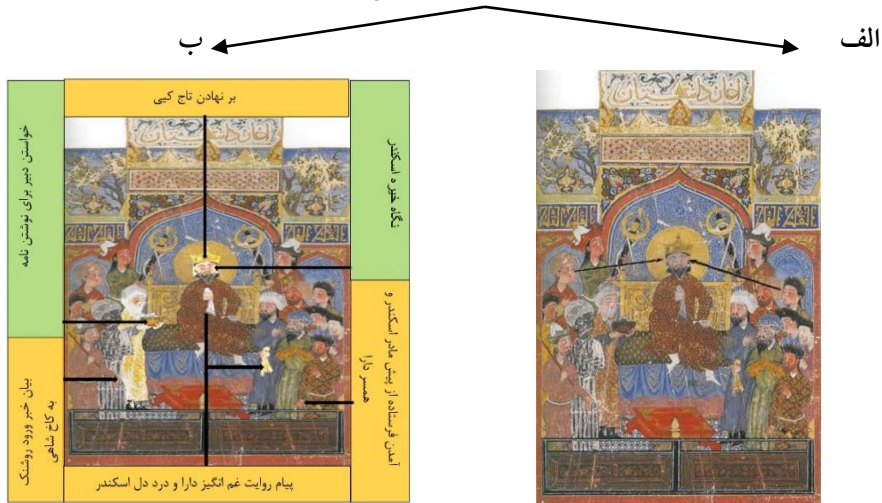 الف
ب
بر نهادن تاج کیی
خواستن دبیر برای نوشتن نامه
نگاه خیره اسکندر
بیان خبر ورود روشنک
به کاخ شاهی
آمدن فرستاده از پیش مادر اسکندر و
همسر دارا
پیام روایت غم انگیز دارا و درد دل اسکندر